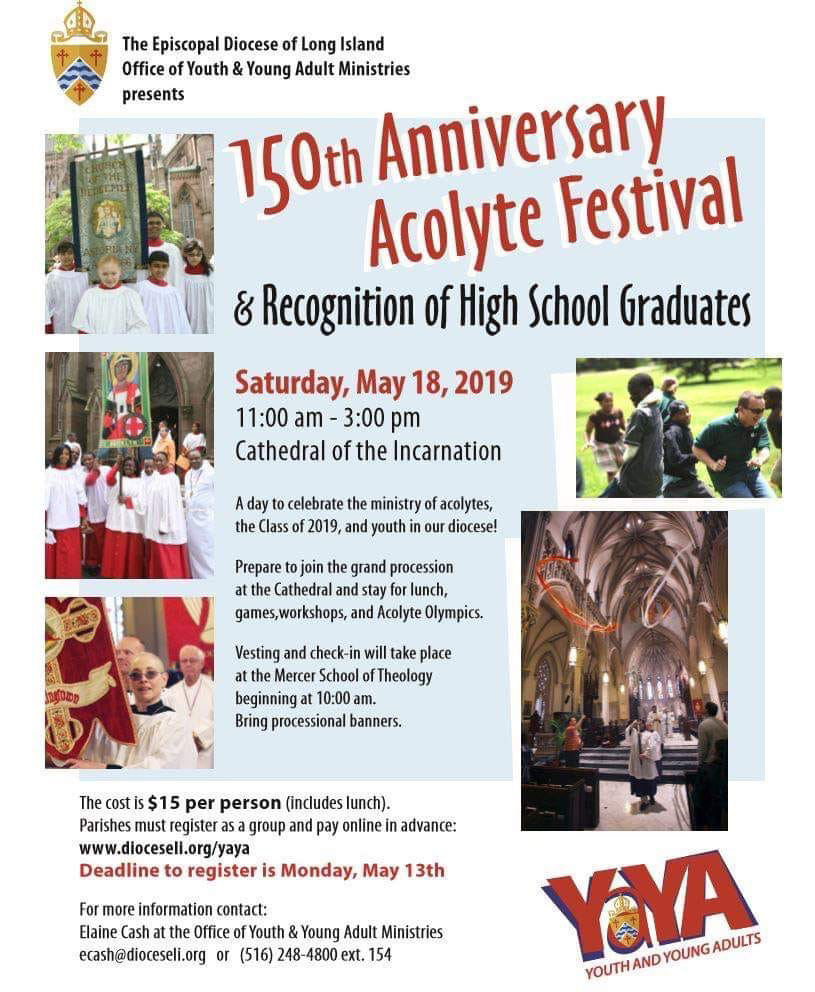 The Episcopal Diocese of Long Island
Office of Youth & Young Adult Ministries
presents
150th Anniversary
Acolyte Festival
& Recognition of High School Graduates
CHURCH
OF THE
REDEEMER
ASTORIA NY
Saturday, May 18, 2019
11:00 am - 3:00 pm
Cathedral of the Incarnation
A day to celebrate the ministry of acolytes,
the Class of 2019, and youth in our diocese!
Prepare to join the grand procession
at the Cathedral and stay for lunch,
games,workshops, and Acolyte Olympics.
Vesting and check-in will take place
at the Mercer School of Theology
beginning at 10:00 am.
Bring processional banners.
The cost is $15 per person (includes lunch).
Parishes must register as a group and pay online in advance:
www.dioceseli.org/yaya
Deadline to register is Monday, May 13th
For more information contact:
Elaine Cash at the Office of Youth & Young Adult Ministries
ecash@dioceseli.org or (516) 248-4800 ext. 154
YaYA
YOUTH AND YOUNG ADULTS